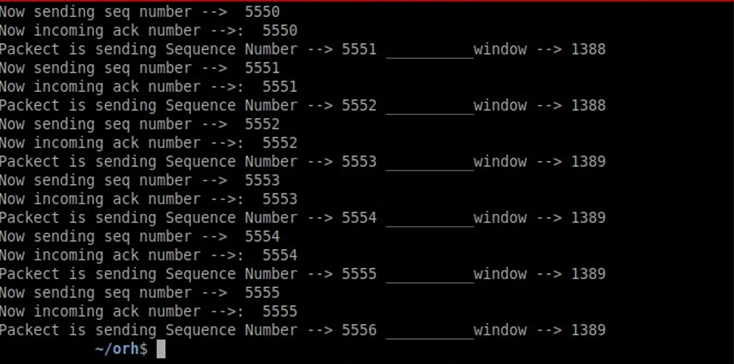 Now sending seq number -->  5550
Now incoming ack number -->:  5550
Packect is sending Sequence Number --> 5551 __________window --> 1388
Now sending seq number -->  5551
Now incoming ack number -->:  5551
Packect is sending Sequence Number --> 5552 __________window --> 1388
Now sending seq number -->  5552
Now incoming ack number -->:  5552
Packect is sending Sequence Number --> 5553 __________window --> 1389
Now sending seq number -->  5553
Now incoming ack number -->:  5553
Packect is sending Sequence Number --> 5554 __________window --> 1389
Now sending seq number -->  5554
Now incoming ack number -->:  5554
Packect is sending Sequence Number --> 5555 __________window --> 1389
Now sending seq number -->  5555
Now incoming ack number -->:  5555
Packect is sending Sequence Number --> 5556 __________window --> 1389
~/orh$